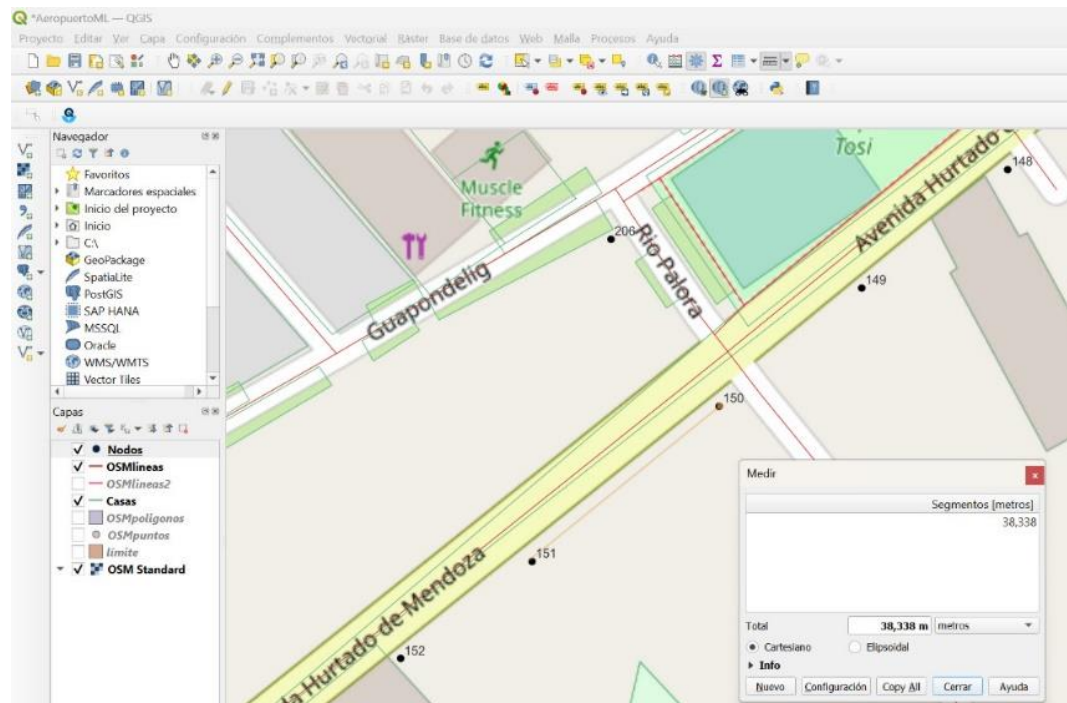 *AeropuertoML — QGIS
Proyecto Editar Ver Capa Configuración Complementos Vectorial Ráster Base de datos Web Malla Procesos Ayuda
Navegador
Favoritos
Marcadores espaciales
Inicio del proyecto
Inicio
C:\
GeoPackage
SpatiaLite
PostGIS
SAP HANA
MSSQL
Oracle
WMS/WMTS
Vector Tiles
Capas
Nodos
OSMlineas
OSMlineas2
Casas
OSMpoligonos
OSMpuntos
límite
OSM Standard
Tosi
Muscle
Fitness
Avenida Hurtado
148
206
Rio Palora
149
Guapondelig
150
151
Hurtado de Mendoza
152
Medir
Segmentos [metros]
38,338
Total 38,338 m metros
Cartesiano Elipsoidal
Info
Nuevo Configuración Copy All Cerrar Ayuda